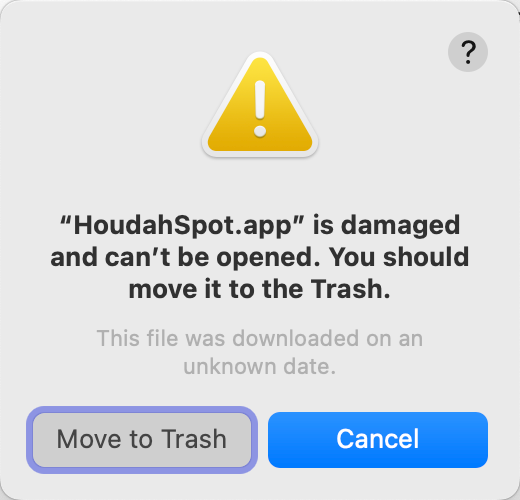 ?
“HoudahSpot.app” is damaged
and can’t be opened. You should
move it to the Trash.
This file was downloaded on an
unknown date.
Move to Trash
Cancel